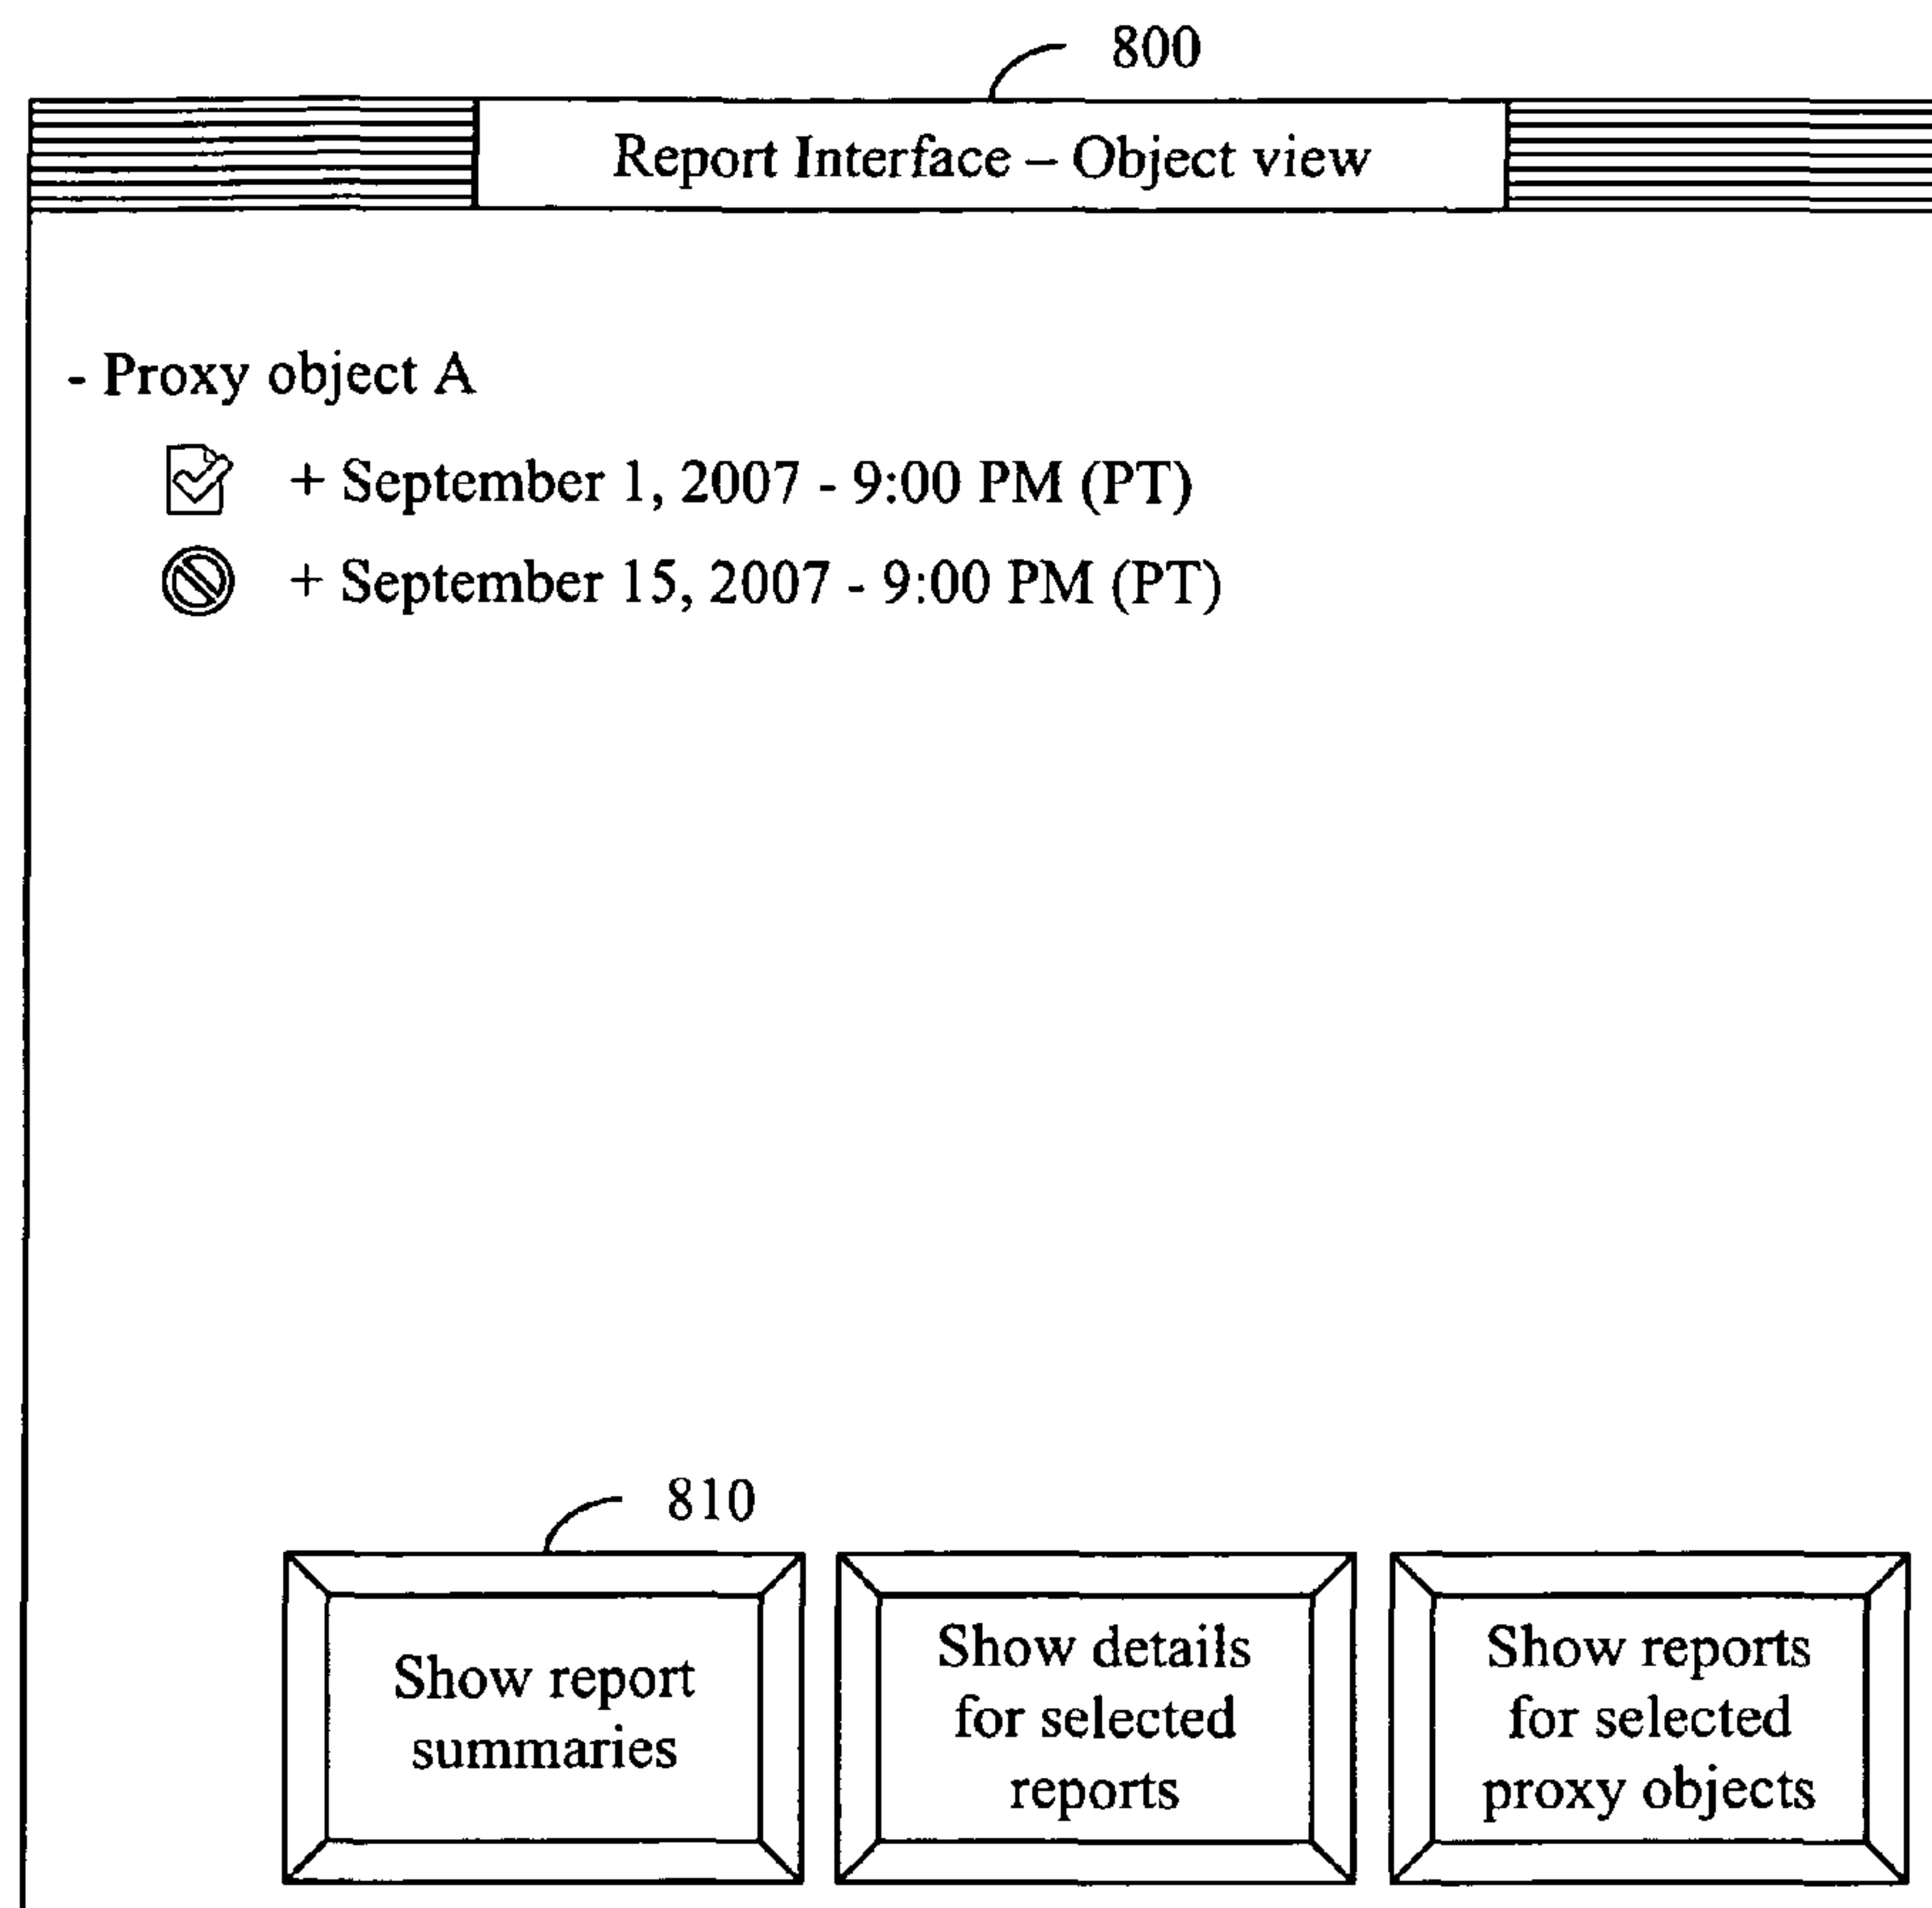 800
Report Interface – Object view
- Proxy object A
+ September 1, 2007 - 9:00 PM (PT)
+ September 15, 2007 - 9:00 PM (PT)
810
Show report
summaries
Show details
for selected
reports
Show reports
for selected
proxy objects